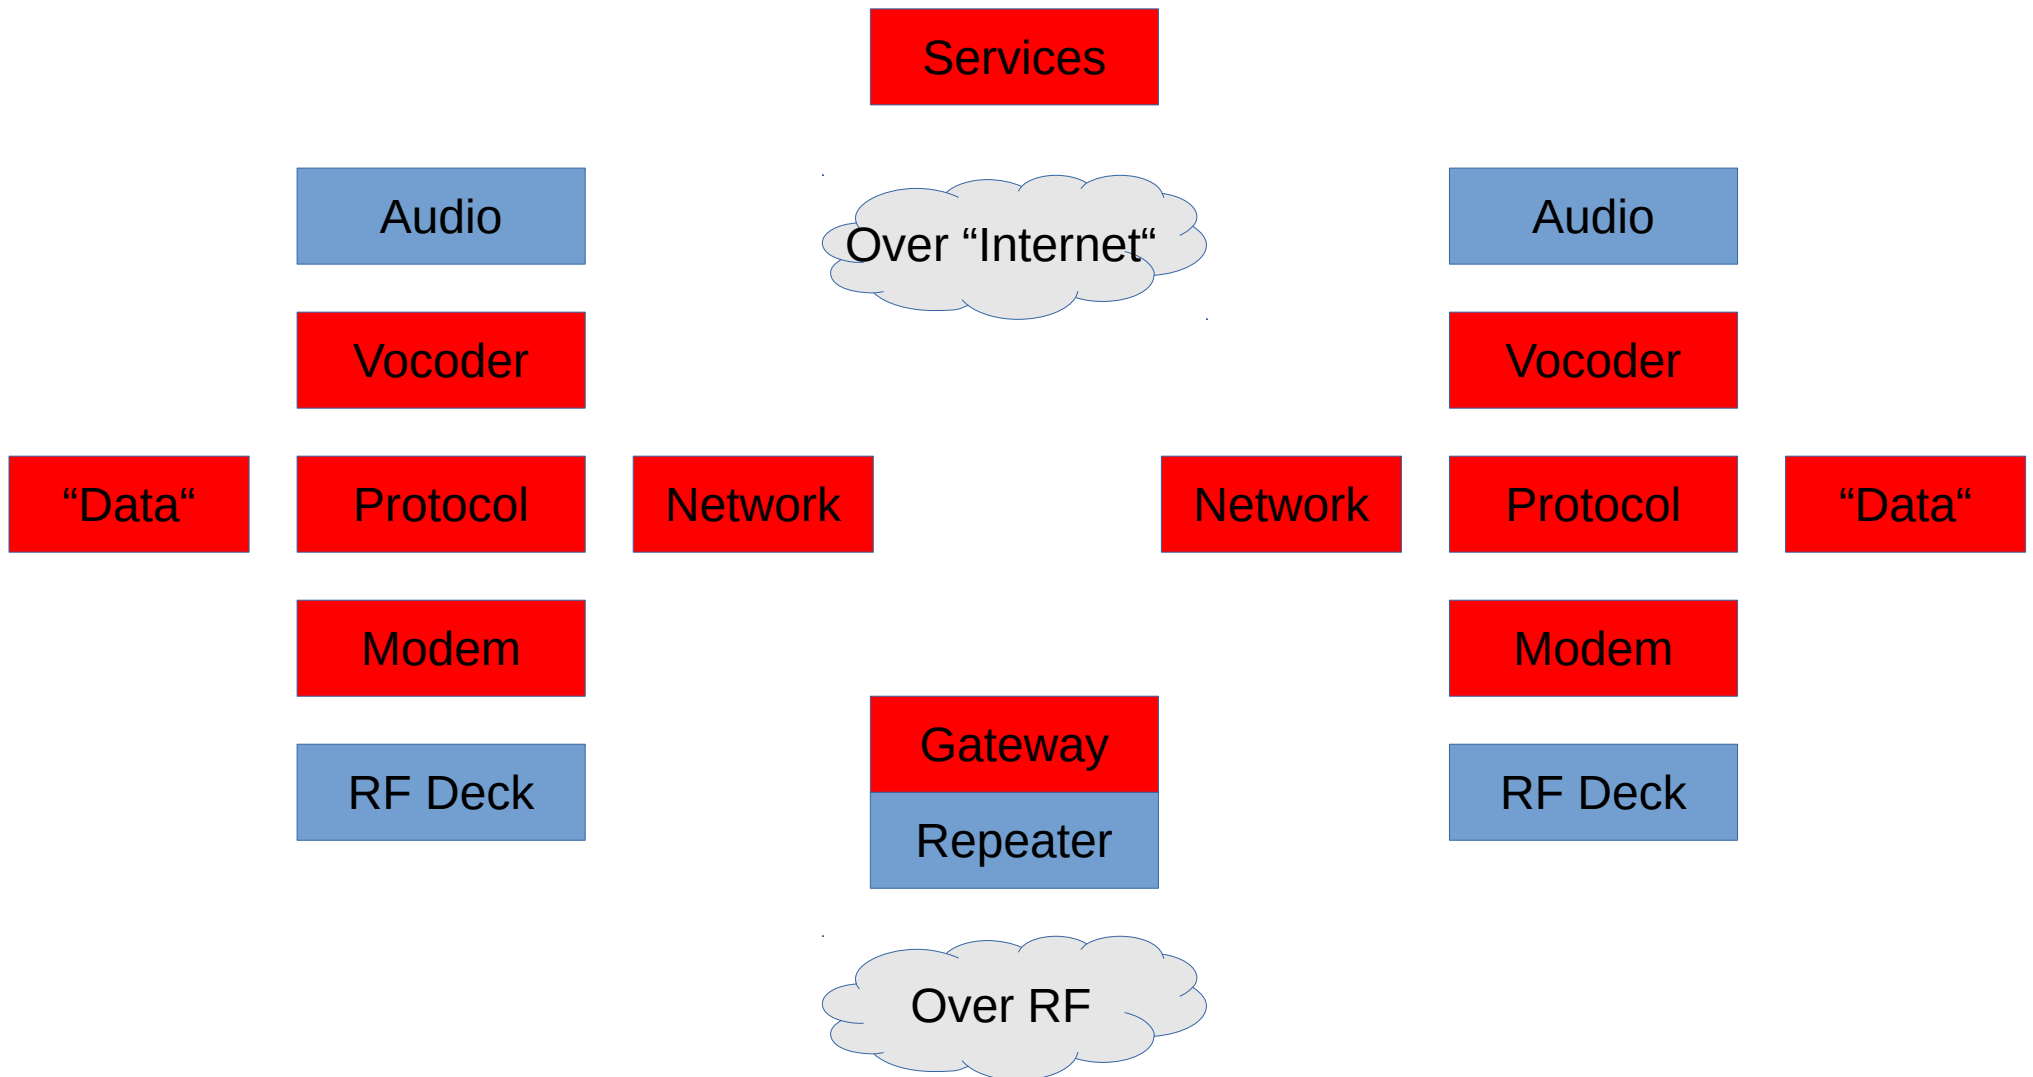 Services
Audio
Over “Internet“
Audio
Vocoder
Vocoder
“Data“
Protocol
Network
Network
Protocol
“Data“
Modem
Modem
Gateway
RF Deck
RF Deck
Repeater
Over RF